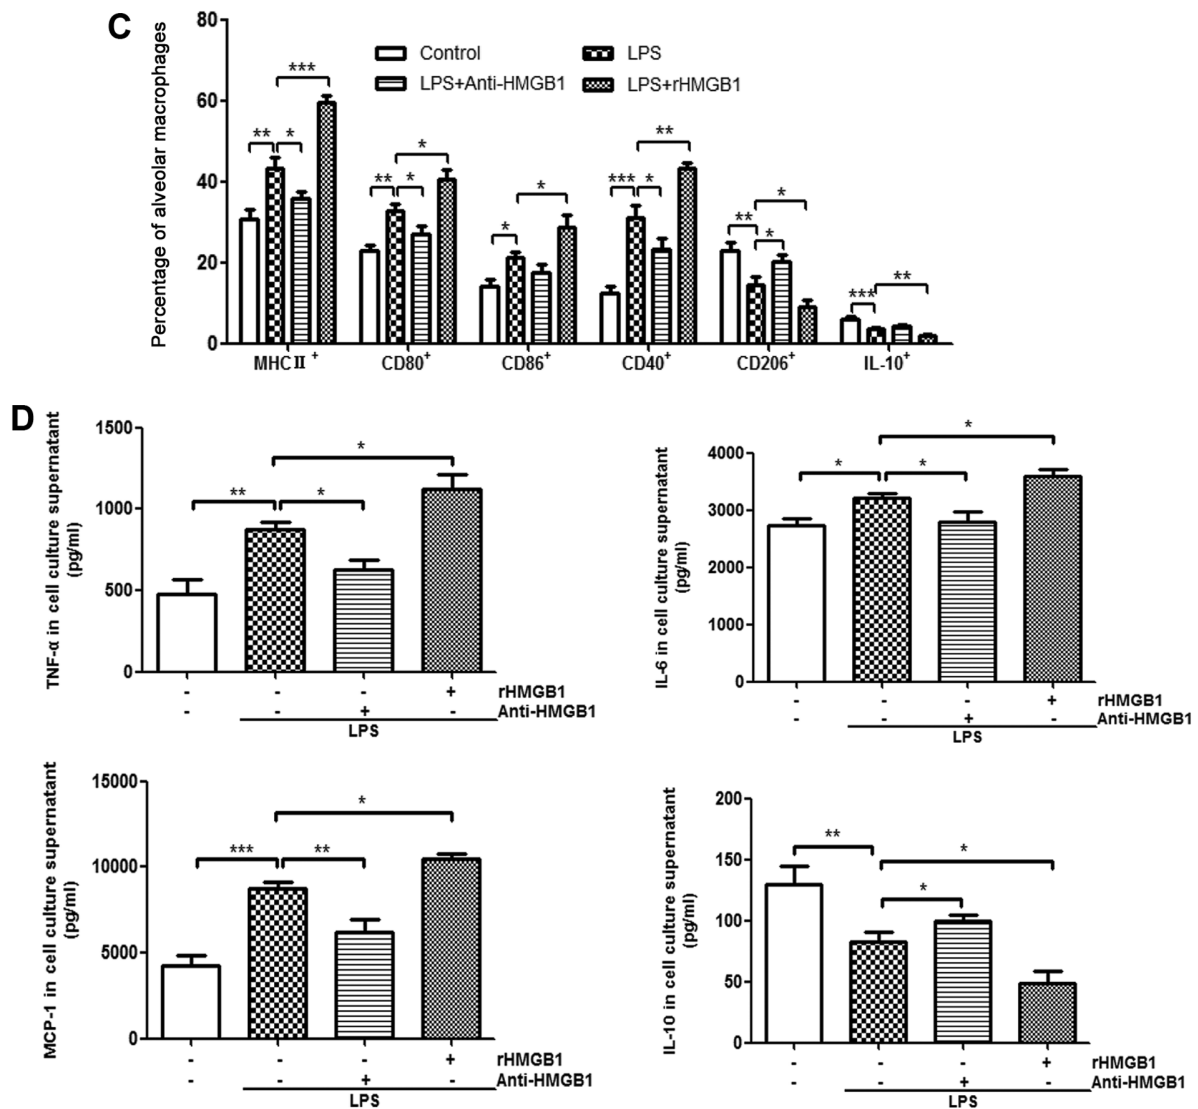 C
Percentage of alveolar macrophages
80
60
40
20
0
Control
LPS
LPS+Anti-HMGB1
LPS+rHMGB1
*** 
** *
*
** *
*
*
**
*** *
*
**
*
**
***
MHCⅡ+ CD80+ CD86+ CD40+ CD206+ IL-10+
D
TNF-α in cell culture supernatant
(pg/ml)
1500
1000
500
0
*
** *
- - - + rHMGB1
- - + - Anti-HMGB1
LPS
IL-6 in cell culture supernatant
(pg/ml)
4000
3000
2000
1000
0
*
* *
- - - + rHMGB1
- - + - Anti-HMGB1
LPS
MCP-1 in cell culture supernatant
(pg/ml)
15000
10000
5000
0
*
*** **
- - - + rHMGB1
- - + - Anti-HMGB1
LPS
IL-10 in cell culture supernatant
(pg/ml)
200
150
100
50
0
**
*
*
- - - + rHMGB1
- - + - Anti-HMGB1
LPS